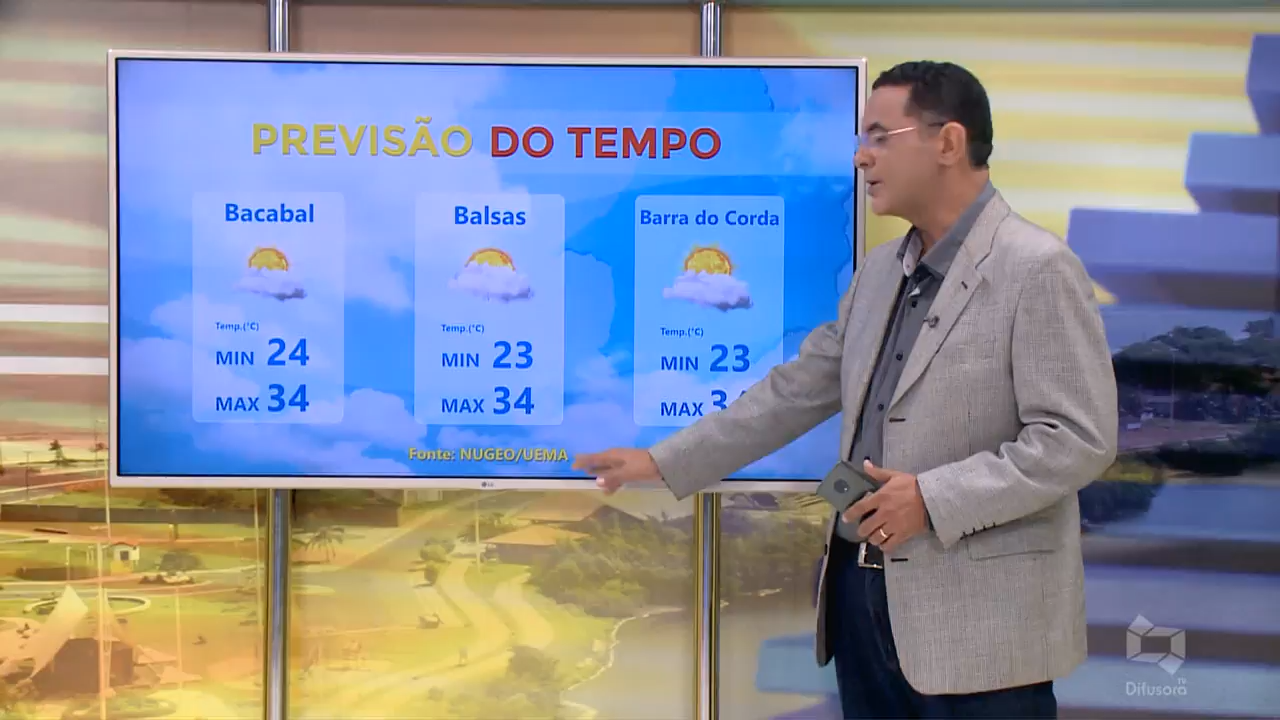 PREVISÃO DO TEMPO
Bacabal
Temp.(°C)
MIN 24
MAX 34
Balsas
Temp.(°C)
MIN 23
MAX 34
Barra do Corda
Temp.(°C)
MIN 23
MAX
Fonte: NUGEO/UEMA
LG
TV
Difusora